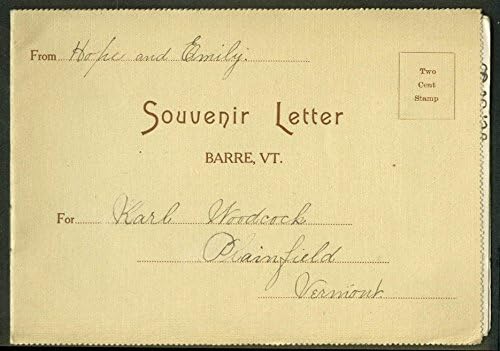 From Hope and Emily.
Two
Cent
Stamp
Souvenir Letter
BARRE, VT.
For Karl Woodcock
Plainfield
Vermont.